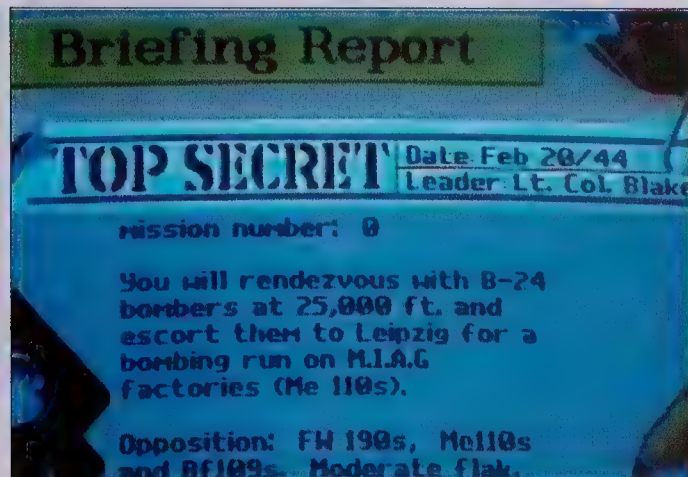 Briefing Report
TOP SECRET
Date Feb 20/44
Leader: Lt. Col. Blake
mission number: 0
You will rendezvous with B-24
bombers at 25,000 ft. and
escort them to Leipzig for a
bombing run on M.I.A.G
factories (Me 110s).
Opposition: FW 190s, Me110s
and Bf109s. Moderate flak.